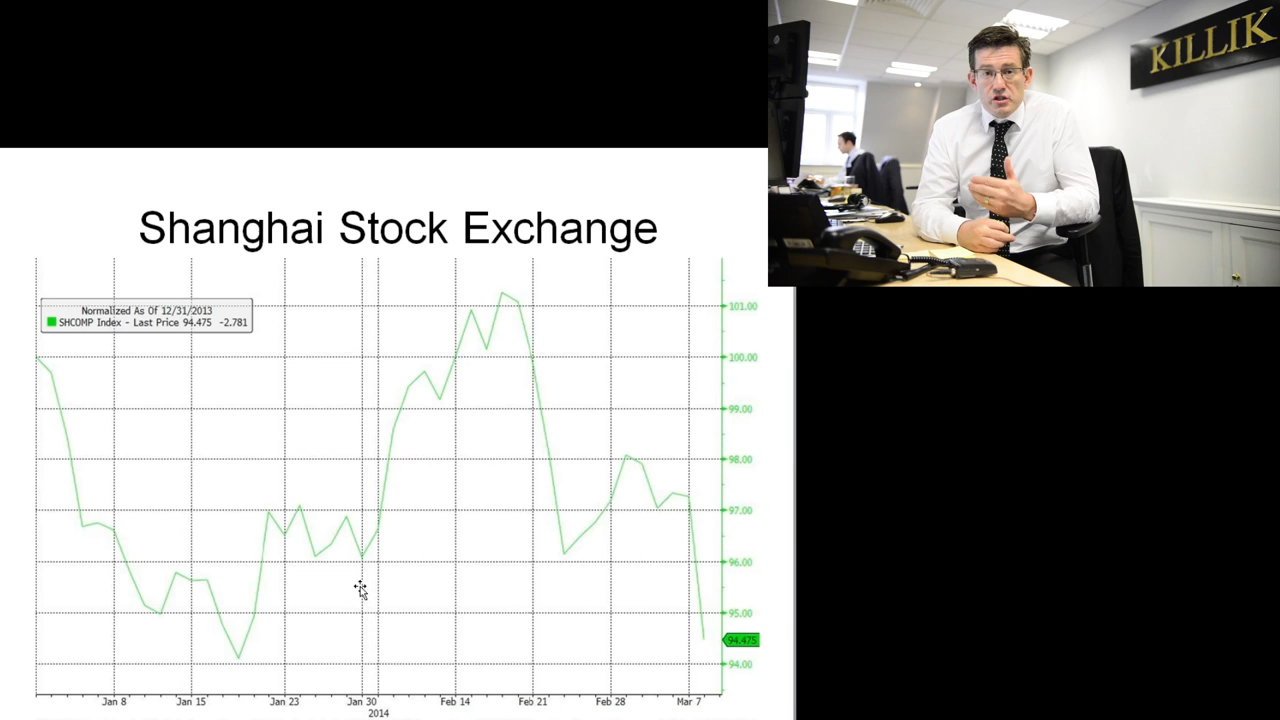 KILLIK
Shanghai Stock Exchange
Normalized As Of 12/31/2013
SHCOMP Index - Last Price 94.475 -2.781
101.00
100.00
99.00
98.00
97.00
96.00
95.00
94.475
94.00
Jan 8 Jan 15 Jan 23 Jan 30 Feb 14 Feb 21 Feb 28 Mar 7
2014